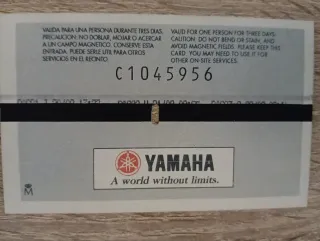 VALIDA PARA UNA PERSONA DURANTE TRES DIAS.
PRECAUCION: NO DOBLAR, MOJAR O ACERCAR
A UN CAMPO MAGNETICO. CONSERVE ESTA
ENTRADA. PUEDE SERLE UTIL PARA OTROS
SERVICIOS EN EL RECINTO.
VALID FOR ONE PERSON FOR THREE DAYS.
CAUTION: DO NOT BEND OR STAIN, AND
AVOID MAGNETIC FIELDS. PLEASE KEEP THIS
CARD. YOU MAY NEED TO USE IT FOR
OTHER ON-SITE SERVICES.
C1045956
YAMAHA
A world without limits.